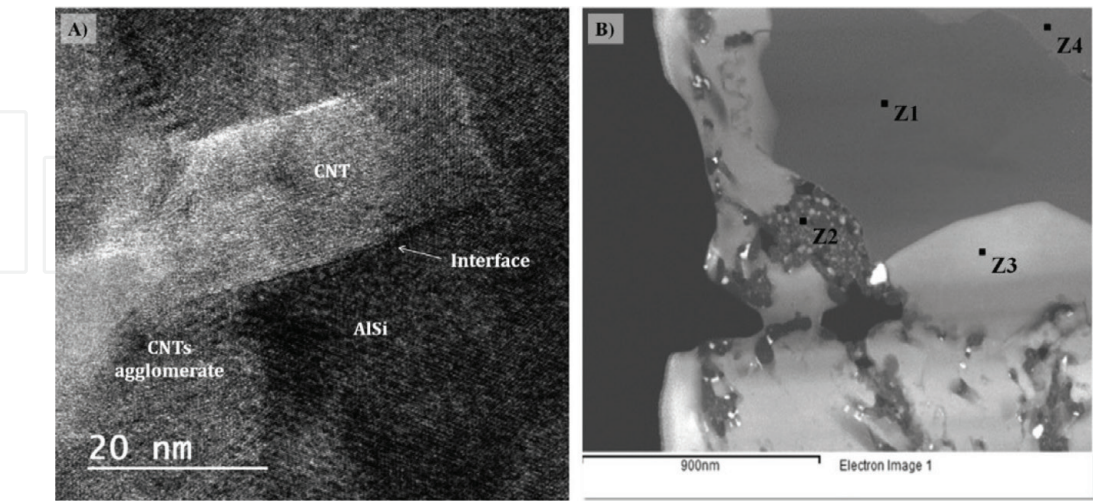 A)
CNT
Interface
AlSi
CNTs
agglomerate
20 nm
B)
Z4
Z1
Z2
Z3
900nm
Electron Image 1